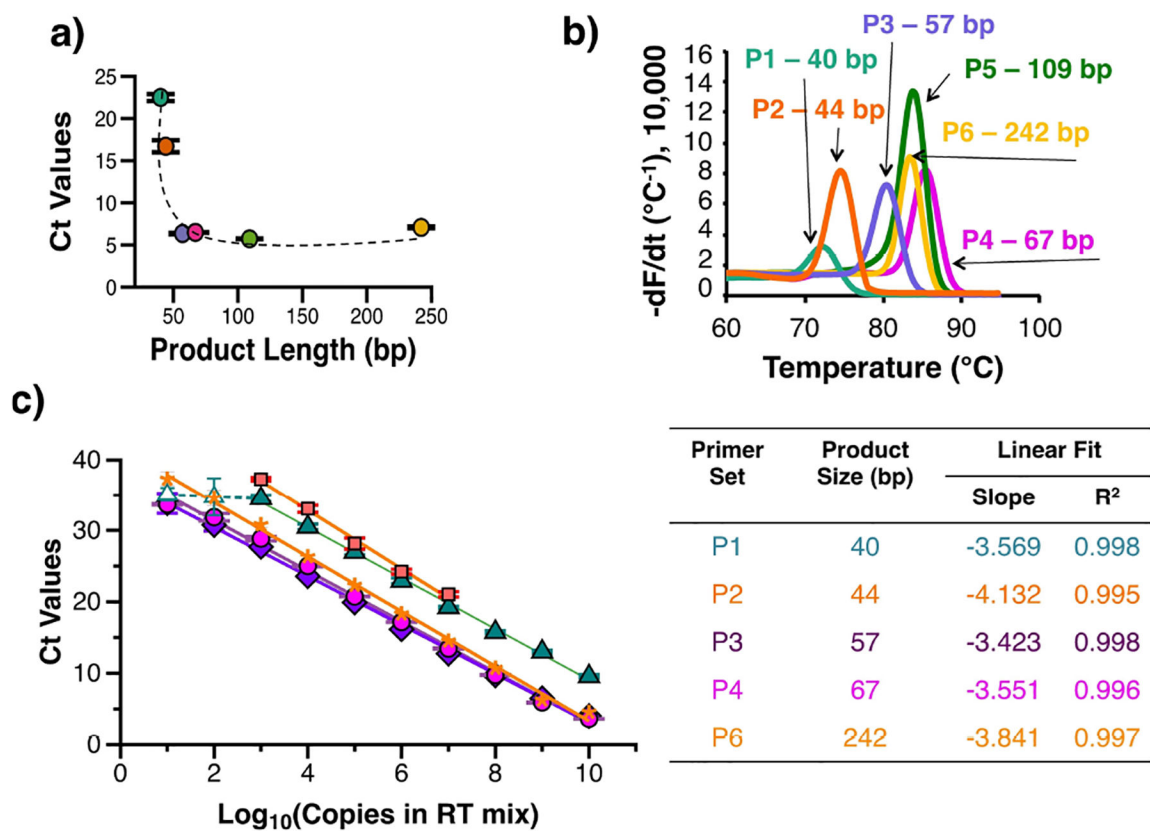 a)
25
20
15
10
5
0
Ct Values
50 100 150 200 250
Product Length (bp)
b)
16
14
12
10
8
6
4
2
0
-dF/dt (°C⁻¹), 10,000
P3 – 57 bp
P1 – 40 bp
P5 – 109 bp
P2 – 44 bp
P6 – 242 bp
P4 – 67 bp
60 70 80 90 100
Temperature (°C)
c)
40
30
20
10
0
Ct Values
0 2 4 6 8 10
Log₁₀(Copies in RT mix)
Primer Set Product Size (bp) Linear Fit
Slope R²
P1 40 -3.569 0.998
P2 44 -4.132 0.995
P3 57 -3.423 0.998
P4 67 -3.551 0.996
P6 242 -3.841 0.997